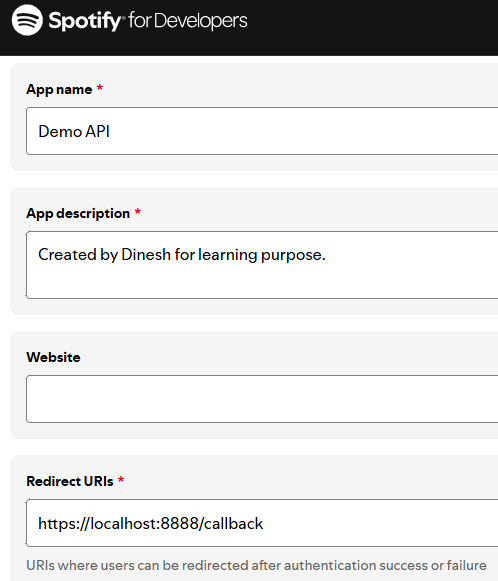 Spotify for Developers
App name *
Demo API
App description *
Created by Dinesh for learning purpose.
Website
Redirect URIs *
https://localhost:8888/callback
URIs where users can be redirected after authentication success or failure